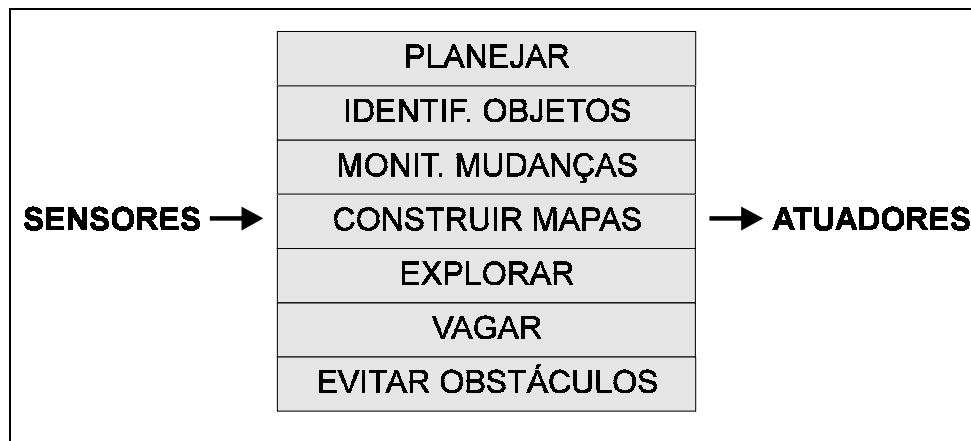 PLANEJAR
IDENTIF. OBJETOS
MONIT. MUDANÇAS
SENSORES
CONSTRUIR MAPAS
ATUADORES
EXPLORAR
VAGAR
EVITAR OBSTÁCULOS